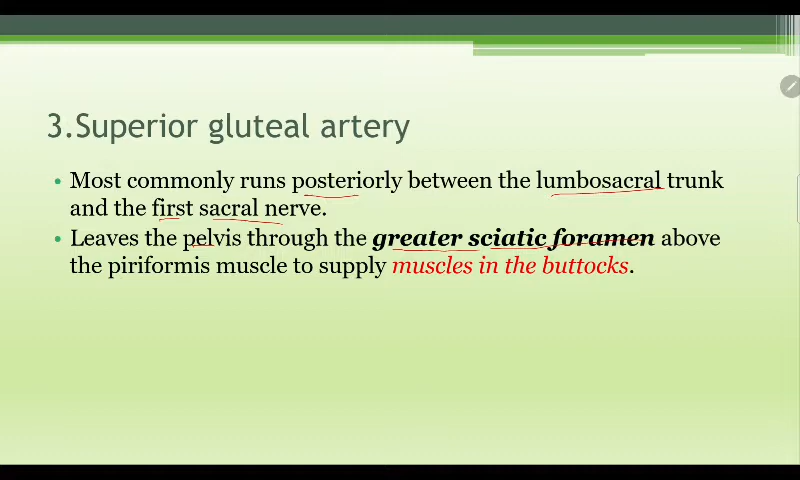 3.Superior gluteal artery
• Most commonly runs posteriorly between the lumbosacral trunk
and the first sacral nerve.
• Leaves the pelvis through the greater sciatic foramen above
the piriformis muscle to supply muscles in the buttocks.